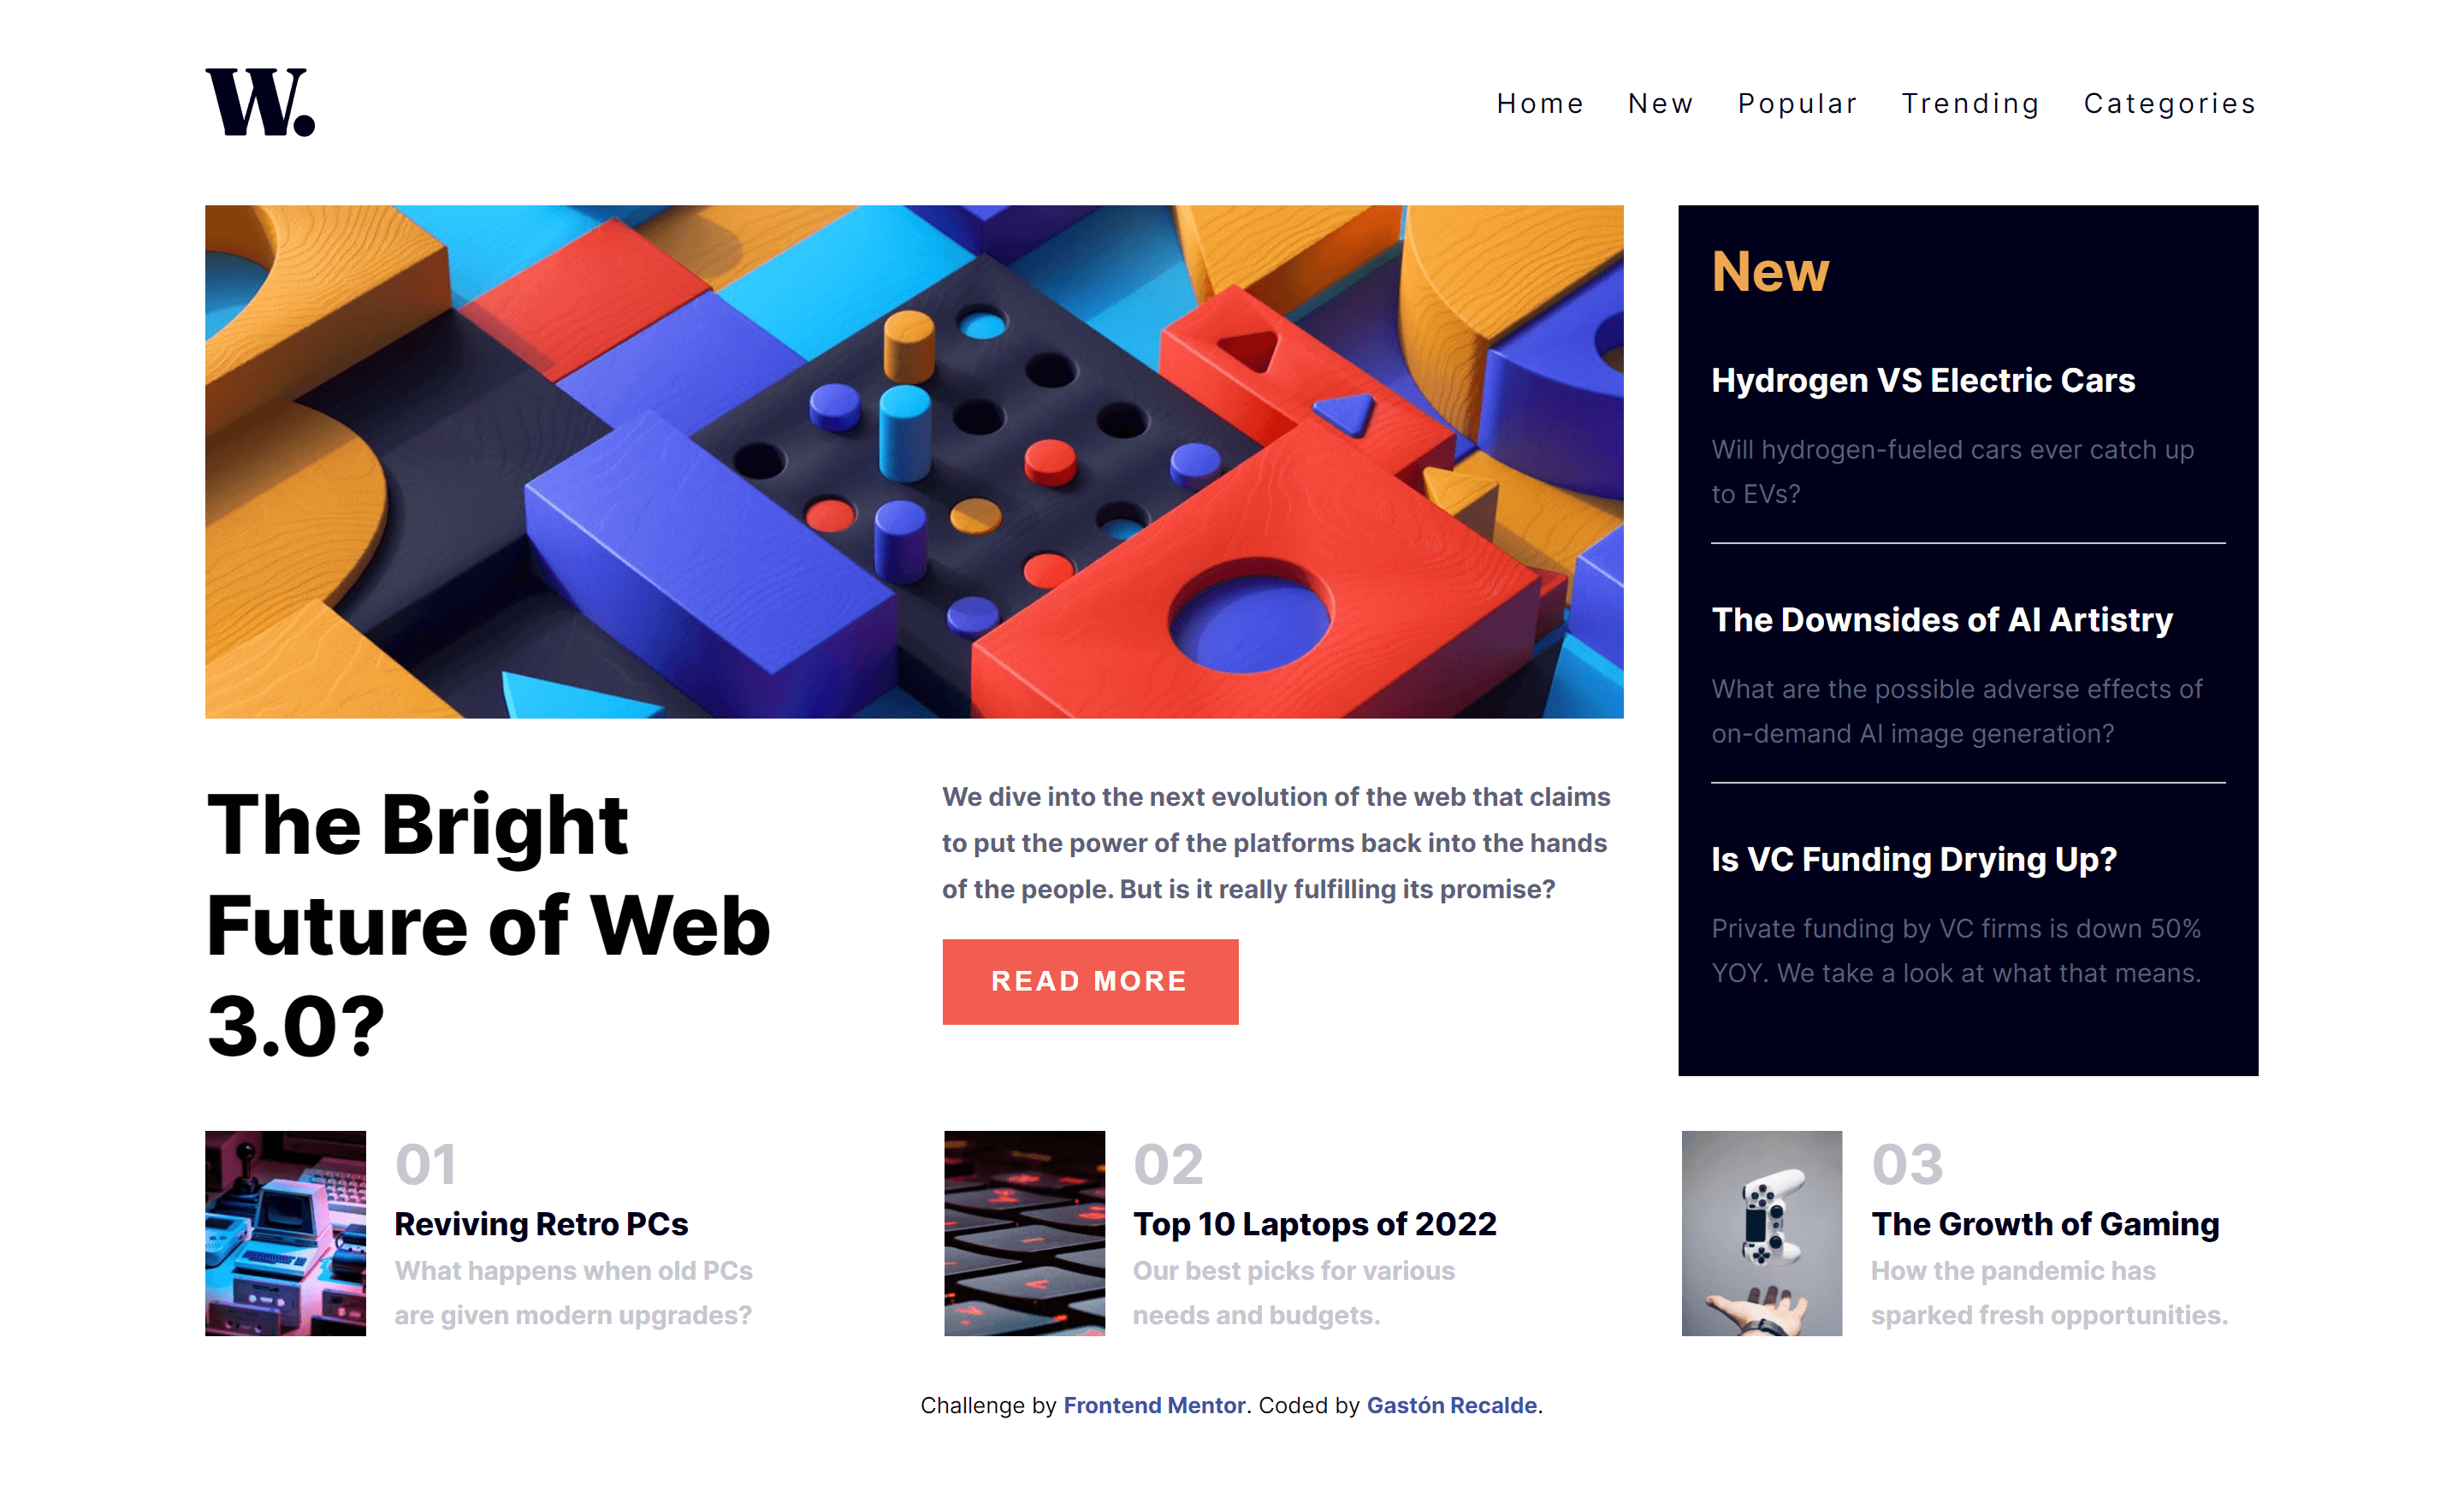 W.
Home New Popular Trending Categories
New
Hydrogen VS Electric Cars
Will hydrogen-fueled cars ever catch up
to EVs?
The Downsides of AI Artistry
What are the possible adverse effects of
on-demand AI image generation?
Is VC Funding Drying Up?
Private funding by VC firms is down 50%
YOY. We take a look at what that means.
The Bright
Future of Web
3.0?
We dive into the next evolution of the web that claims
to put the power of the platforms back into the hands
of the people. But is it really fulfilling its promise?
READ MORE
01
Reviving Retro PCs
What happens when old PCs
are given modern upgrades?
02
Top 10 Laptops of 2022
Our best picks for various
needs and budgets.
03
The Growth of Gaming
How the pandemic has
sparked fresh opportunities.
Challenge by Frontend Mentor. Coded by Gastón Recalde.